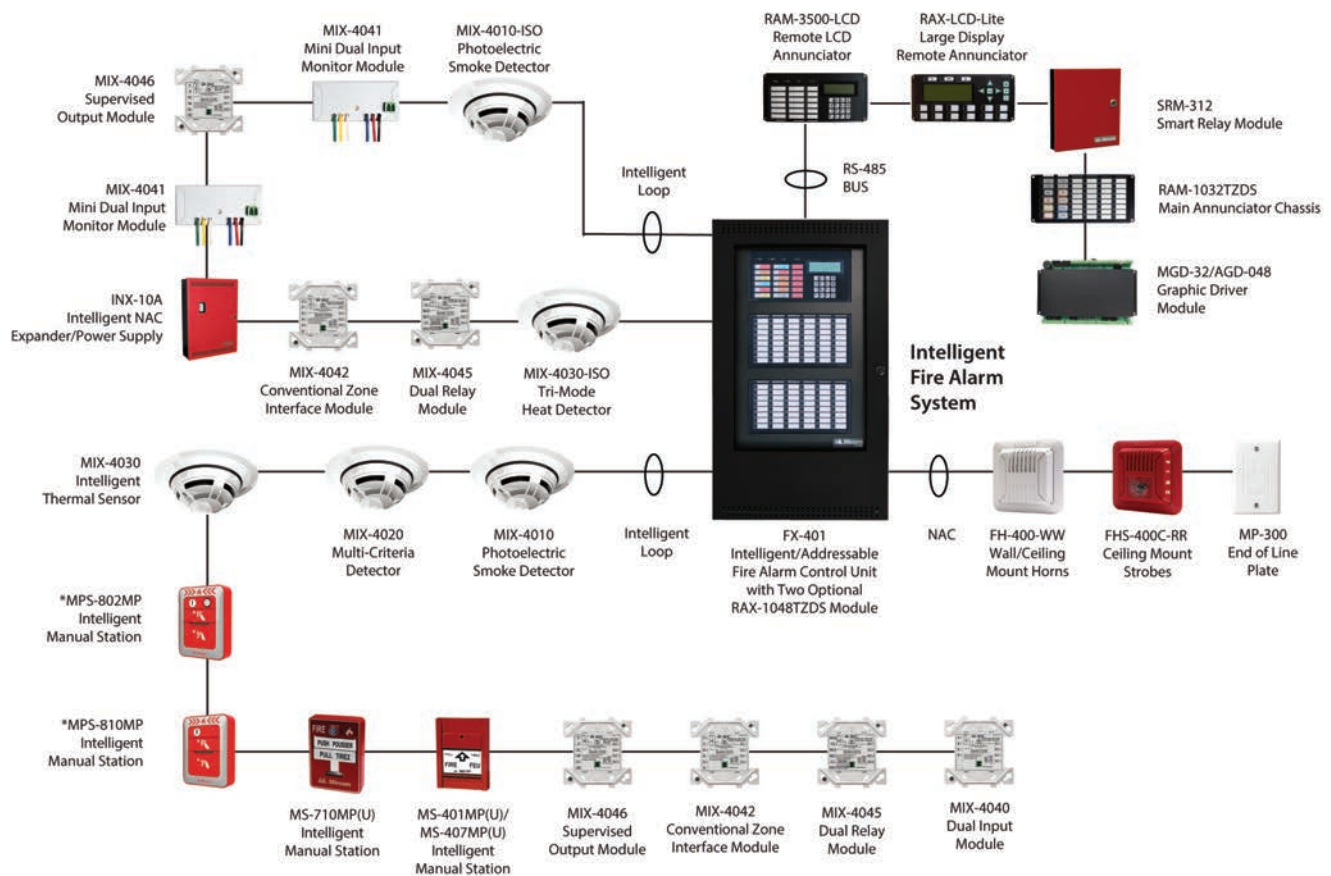 MIX-4041
Mini Dual Input
Monitor Module
MIX-4010-ISO
Photoelectric
Smoke Detector
RAM-3500-LCD
Remote LCD
Annunciator
RAX-LCD-Lite
Large Display
Remote Annunciator
MIX-4046
Supervised
Output Module
SRM-312
Smart Relay Module
Intelligent
Loop
RS-485
BUS
MIX-4041
Mini Dual Input
Monitor Module
RAM-1032TZDS
Main Annunciator Chassis
MGD-32/AGD-048
Graphic Driver
Module
INX-10A
Intelligent NAC
Expander/Power Supply
MIX-4042
Conventional Zone
Interface Module
MIX-4045
Dual Relay
Module
MIX-4030-ISO
Tri-Mode
Heat Detector
Intelligent
Fire Alarm
System
Mircom
MIX-4030
Intelligent
Thermal Sensor
MIX-4020
Multi-Criteria
Detector
MIX-4010
Photoelectric
Smoke Detector
Intelligent
Loop
FX-401
Intelligent/Addressable
Fire Alarm Control Unit
with Two Optional
RAX-1048TZDS Module
NAC
FH-400-WW
Wall/Ceiling
Mount Horns
FHS-400C-RR
Ceiling Mount
Strobes
MP-300
End of Line
Plate
*MPS-802MP
Intelligent
Manual Station
*MPS-810MP
Intelligent
Manual Station
FIRE
PUSH POUSSER
PULL TIREZ
Mircom
FIRE FEU
MS-710MP(U)
Intelligent
Manual Station
MS-401MP(U)/
MS-407MP(U)
Intelligent
Manual Station
MIX-4046
Supervised
Output Module
MIX-4042
Conventional Zone
Interface Module
MIX-4045
Dual Relay
Module
MIX-4040
Dual Input
Module